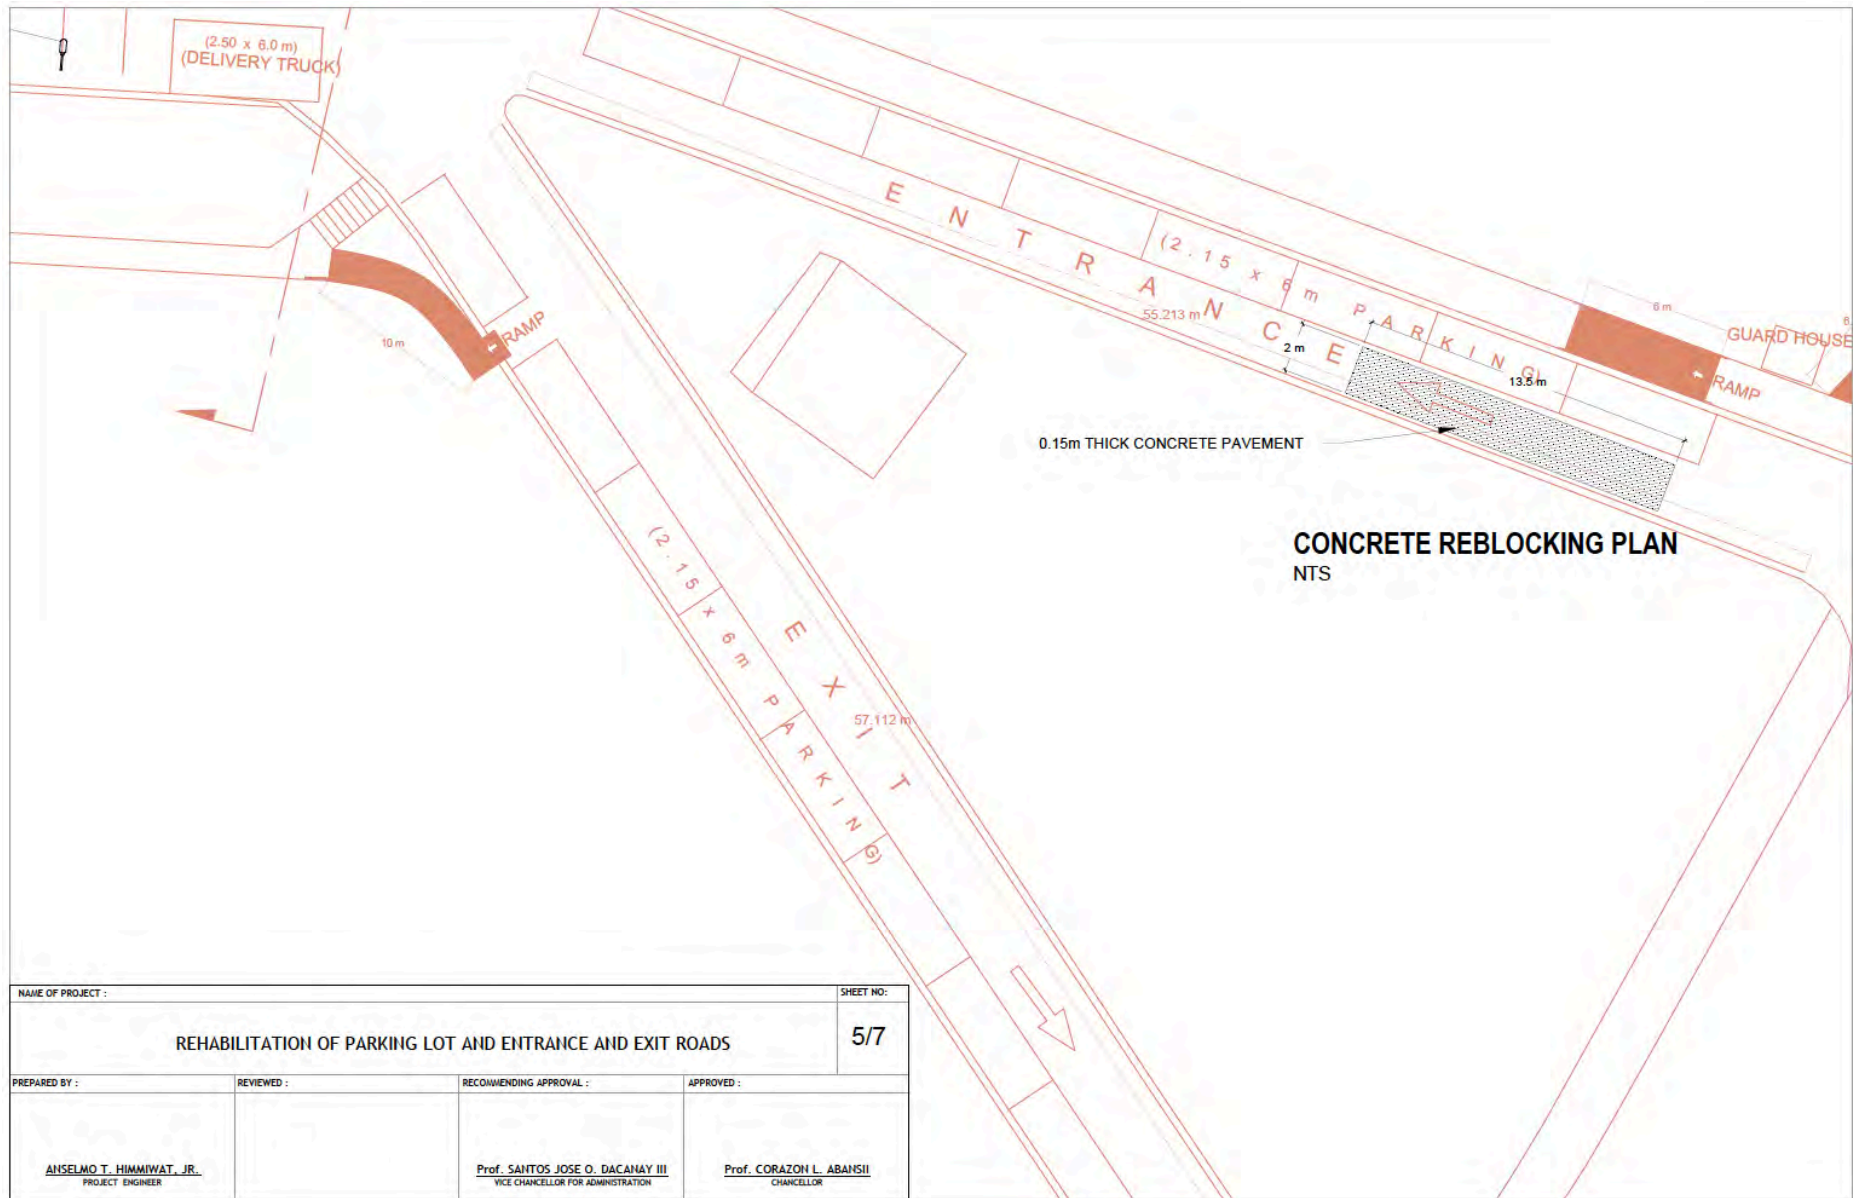 (2.50 x 6.0 m)
(DELIVERY TRUCK)
ENTRANCE
(2.15 x 6m PARKING)
55.213 m
2 m
13.5 m
6 m
GUARD HOUSE
RAMP
10 m
RAMP
0.15m THICK CONCRETE PAVEMENT
CONCRETE REBLOCKING PLAN
NTS
(2.15 x 6m PARKING)
EXIT
57.112 m
NAME OF PROJECT :
SHEET NO:
REHABILITATION OF PARKING LOT AND ENTRANCE AND EXIT ROADS
5/7
PREPARED BY :
REVIEWED :
RECOMMENDING APPROVAL :
APPROVED :
ANSELMO T. HIMMIWAT, JR.
PROJECT ENGINEER
Prof. SANTOS JOSE O. DACANAY III
VICE CHANCELLOR FOR ADMINISTRATION
Prof. CORAZON L. ABANSII
CHANCELLOR